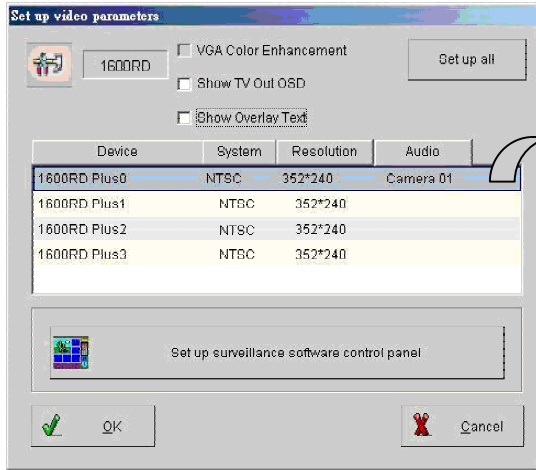 Set up video parameters
1600RD
VGA Color Enhancement
Show TV Out OSD
Show Overlay Text
Set up all
Device System Resolution Audio
1600RD Plus0 NTSC 352*240 Camera 01
1600RD Plus1 NTSC 352*240
1600RD Plus2 NTSC 352*240
1600RD Plus3 NTSC 352*240
Set up surveillance software control panel
OK
Cancel